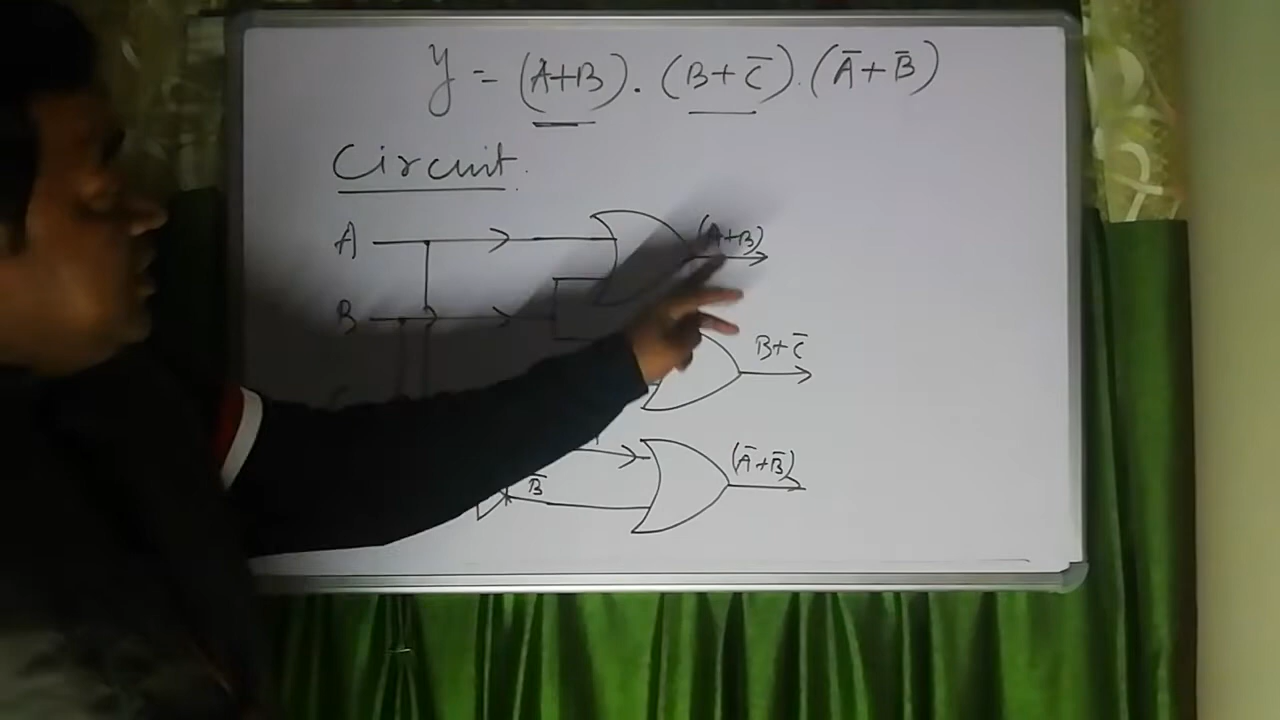 y = (A+B) . (B+C̅) . (A̅+B̅)
Circuit.
A
(A+B)
B
B+C̅
(A̅+B̅)
B̅